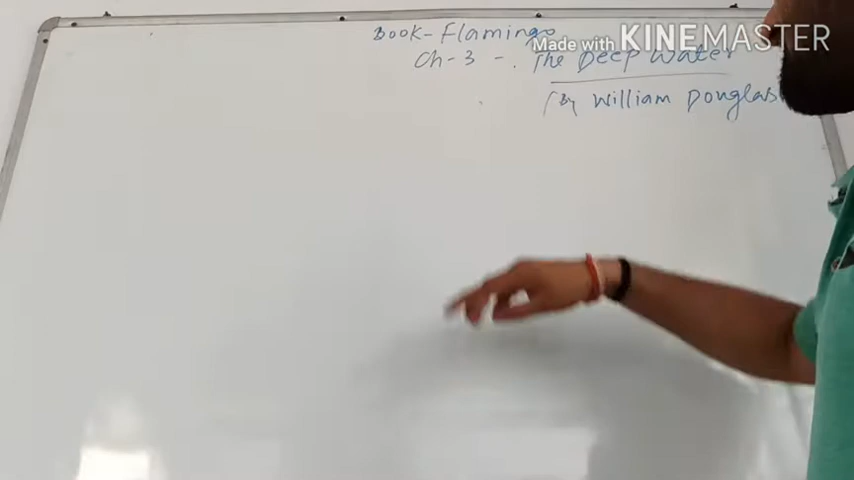 Book- Flamingo
Made With KINEMASTER
Ch-3 - . The Deep Water
(By William Douglas